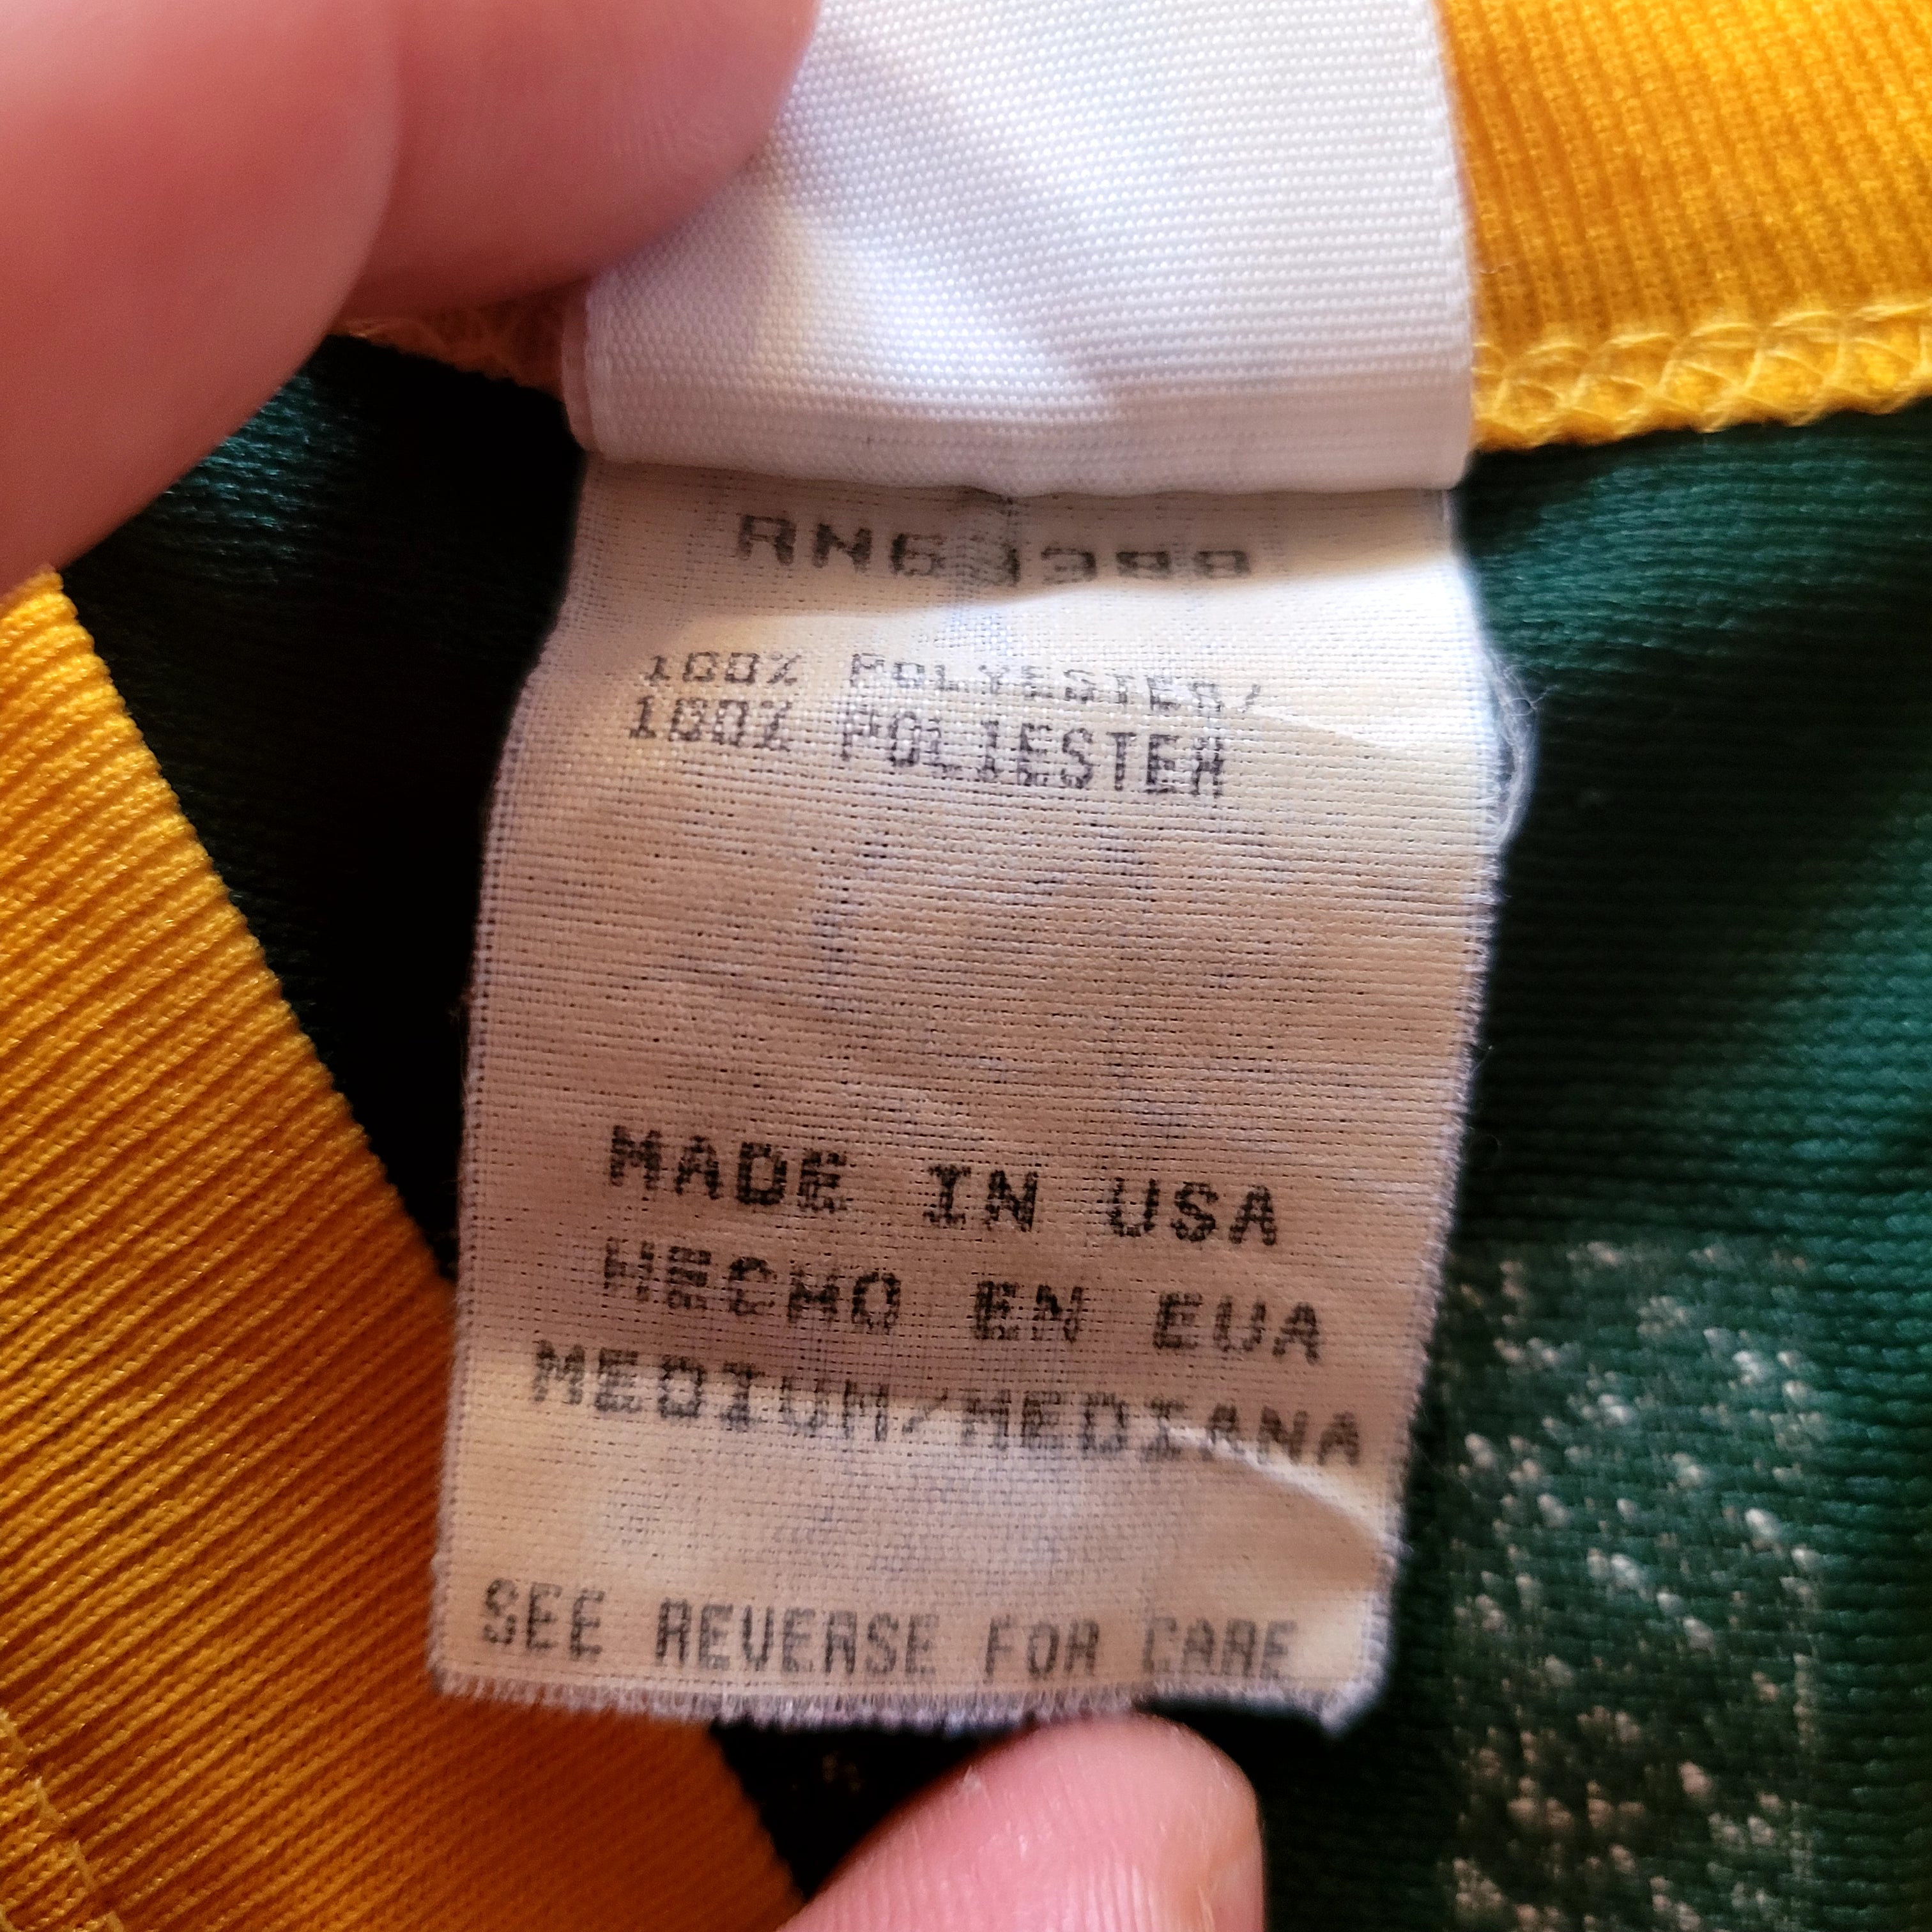 100% POLYESTER/
100% POLIESTER
MADE IN USA
HECHO EN EUA
MEDIUM/MEDIANA
SEE REVERSE FOR CARE